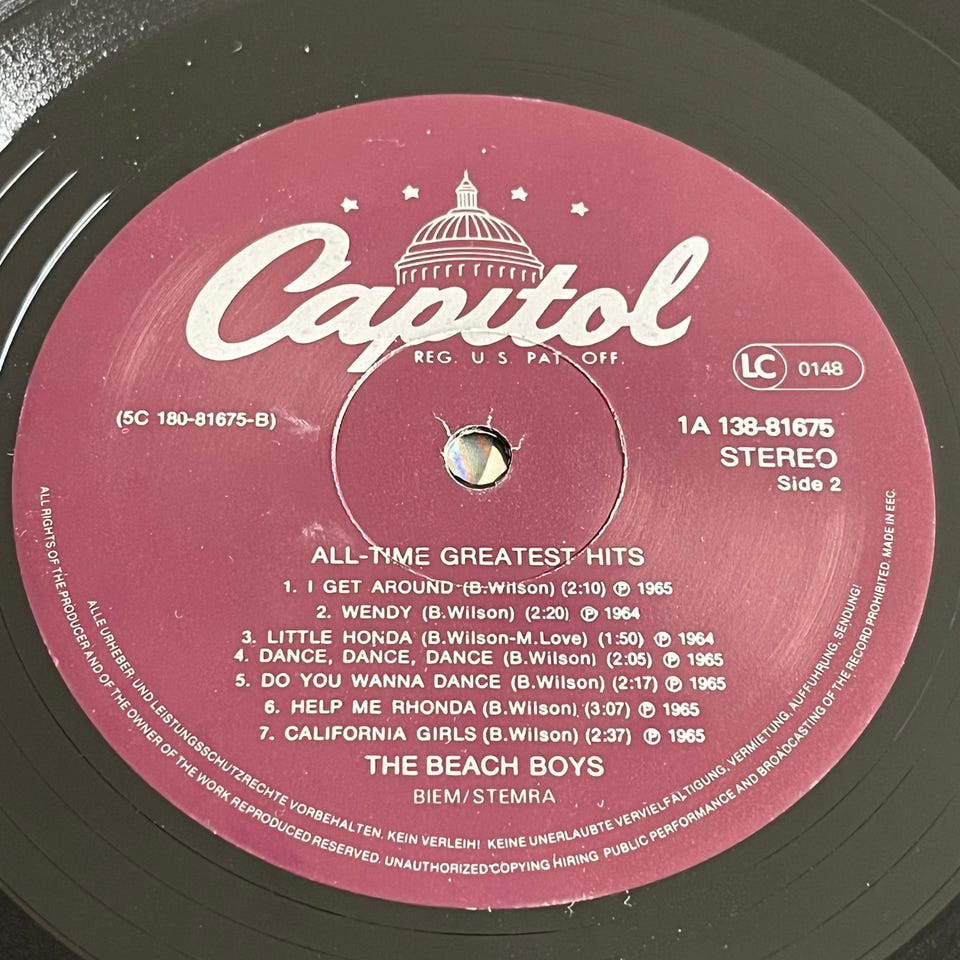 Capitol
REG. U.S. PAT. OFF.
LC 0148
(5C 180-81675-B)
1A 138-81675
STEREO
Side 2
ALL-TIME GREATEST HITS
1. I GET AROUND (B.Wilson) (2:10) Ⓟ 1965
2. WENDY (B.Wilson) (2:20) Ⓟ 1964
3. LITTLE HONDA (B.Wilson-M.Love) (1:50) Ⓟ 1964
4. DANCE, DANCE, DANCE (B.Wilson) (2:05) Ⓟ 1965
5. DO YOU WANNA DANCE (B.Wilson) (2:17) Ⓟ 1965
6. HELP ME RHONDA (B.Wilson) (3:07) Ⓟ 1965
7. CALIFORNIA GIRLS (B.Wilson) (2:37) Ⓟ 1965
THE BEACH BOYS
BIEM/STEMRA
ALLE URHEBER- UND LEISTUNGSSCHUTZRECHTE VORBEHALTEN. KEIN VERLEIH! KEINE UNERLAUBTE VERVIELFÄLTIGUNG, VERMIETUNG, AUFFÜHRUNG, SENDUNG!
ALL RIGHTS OF THE PRODUCER AND OF THE OWNER OF THE WORK REPRODUCED RESERVED. UNAUTHORIZED COPYING HIRING PUBLIC PERFORMANCE AND BROADCASTING OF THE RECORD PROHIBITED. MADE IN EEC.